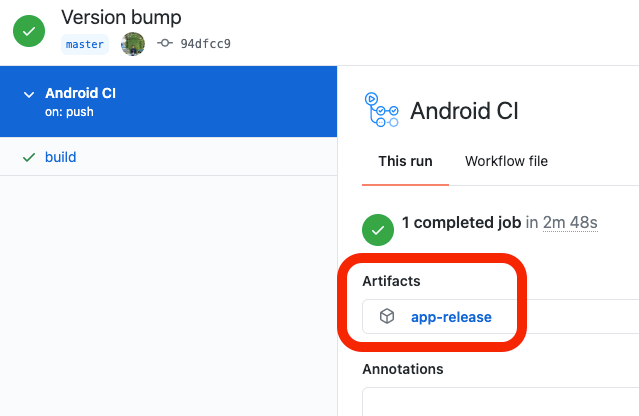 Version bump
master 94dfcc9
Android CI
on: push
build
Android CI
This run Workflow file
1 completed job in 2m 48s
Artifacts
app-release
Annotations